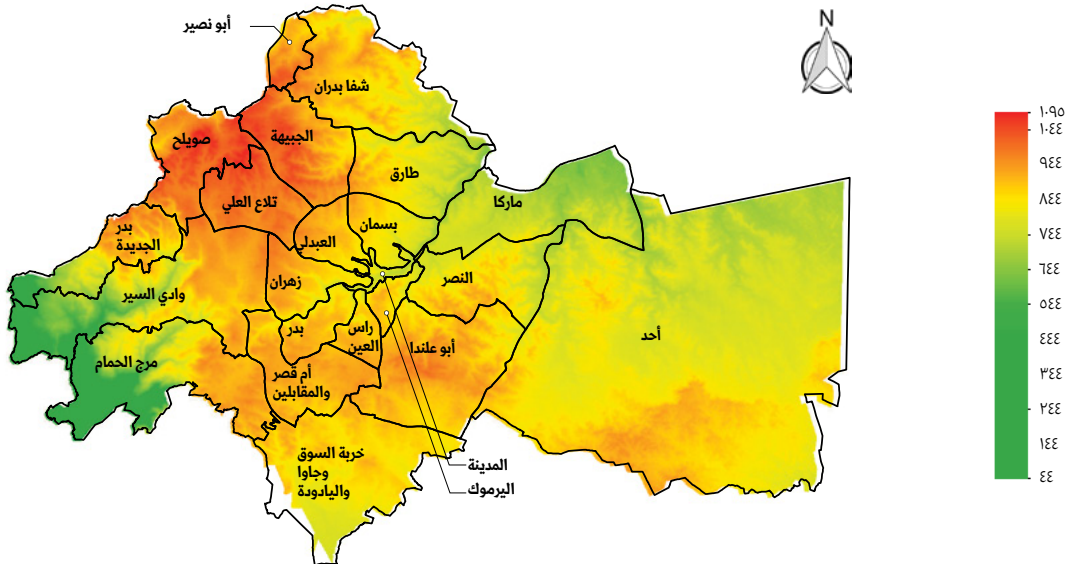 N
أبو نصير
شفا بدران
صويلح
الجبيهة
طارق
تلاع العلي
ماركا
بسمان
بدر
الجديدة
العبدلي
وادي السير
زهران
النصر
أحد
بدر
راس
العين
أبو علندا
مرج الحمام
أم قصر
والمقابلين
خربة السوق
وجاوا
واليادودة
المدينة
اليرموك
١٠٩٥
١٠٤٤
٩٤٤
٨٤٤
٧٤٤
٦٤٤
٥٤٤
٤٤٤
٣٤٤
٢٤٤
١٤٤
٤٤